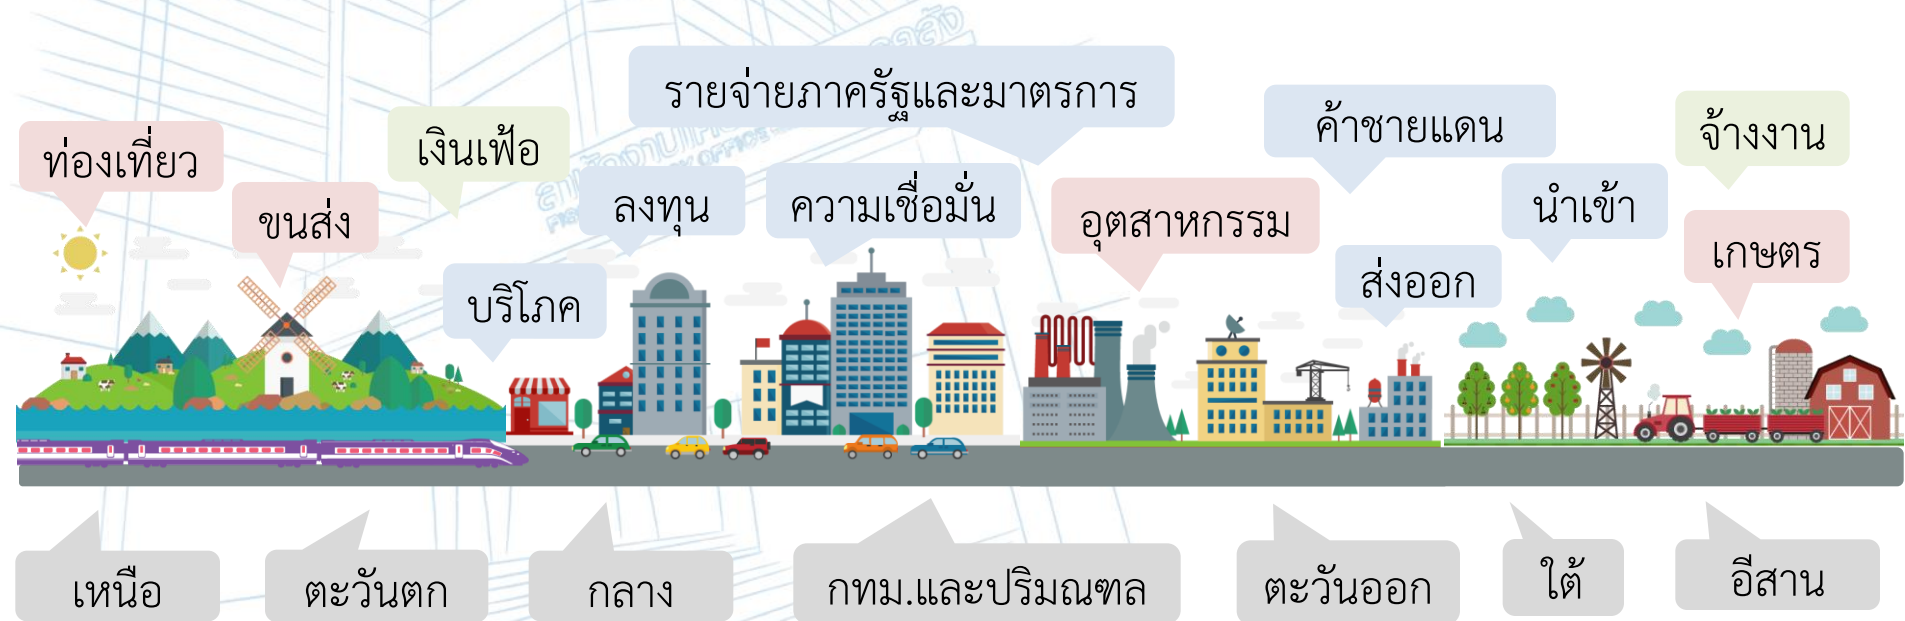 รายจ่ายภาครัฐและมาตรการ
ท่องเที่ยว
เงินเฟ้อ
ค้าชายแดน
จ้างงาน
ขนส่ง
ลงทุน
ความเชื่อมั่น
อุตสาหกรรม
นำเข้า
เกษตร
บริโภค
ส่งออก
เหนือ
ตะวันตก
กลาง
กทม.และปริมณฑล
ตะวันออก
ใต้
อีสาน